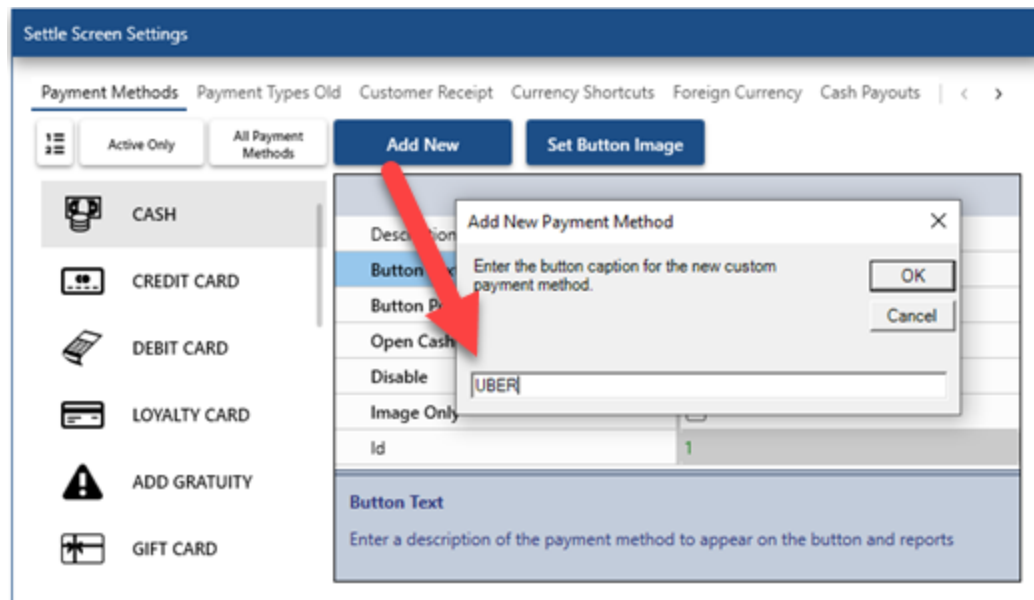 Settle Screen Settings
Payment Methods Payment Types Old Customer Receipt Currency Shortcuts Foreign Currency Cash Payouts
Active Only
All Payment
Methods
Add New
Set Button Image
CASH
CREDIT CARD
DEBIT CARD
LOYALTY CARD
ADD GRATUITY
GIFT CARD
Button
Button
Open Cash
Disable
Image Only
Id
1
Add New Payment Method
Enter the button caption for the new custom
payment method.
OK
Cancel
UBER
Button Text
Enter a description of the payment method to appear on the button and reports